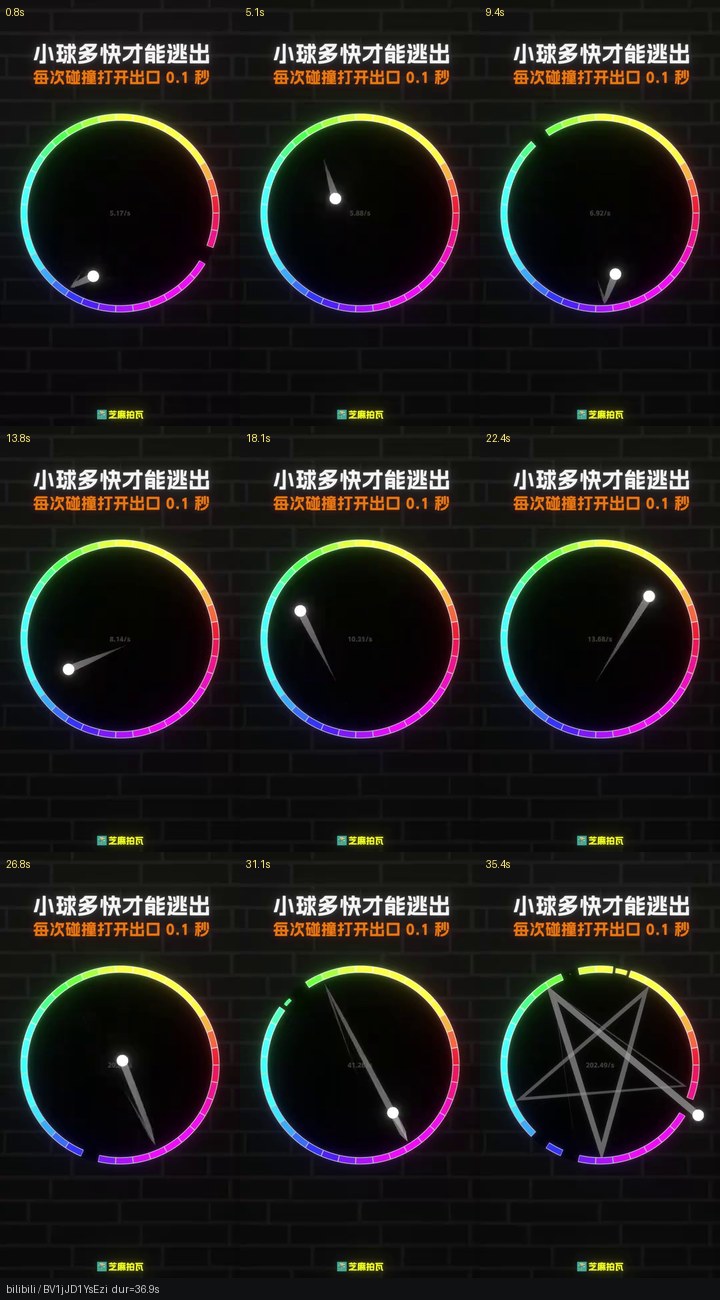 0.8s
5.1s
9.4s
小球多快才能逃出
小球多快才能逃出
小球多快才能逃出
每次碰撞打开出口 0.1 秒
每次碰撞打开出口 0.1 秒
每次碰撞打开出口 0.1 秒
5.17/s
5.88/s
6.92/s
芝麻拍瓦
芝麻拍瓦
芝麻拍瓦
13.8s
18.1s
22.4s
小球多快才能逃出
小球多快才能逃出
小球多快才能逃出
每次碰撞打开出口 0.1 秒
每次碰撞打开出口 0.1 秒
每次碰撞打开出口 0.1 秒
8.14/s
芝麻拍瓦
芝麻拍瓦
芝麻拍瓦
26.8s
31.1s
35.4s
小球多快才能逃出
小球多快才能逃出
小球多快才能逃出
每次碰撞打开出口 0.1 秒
每次碰撞打开出口 0.1 秒
每次碰撞打开出口 0.1 秒
202.49/s
芝麻拍瓦
芝麻拍瓦
芝麻拍瓦
bilibili / BV1jJD1YsEzi dur=36.9s